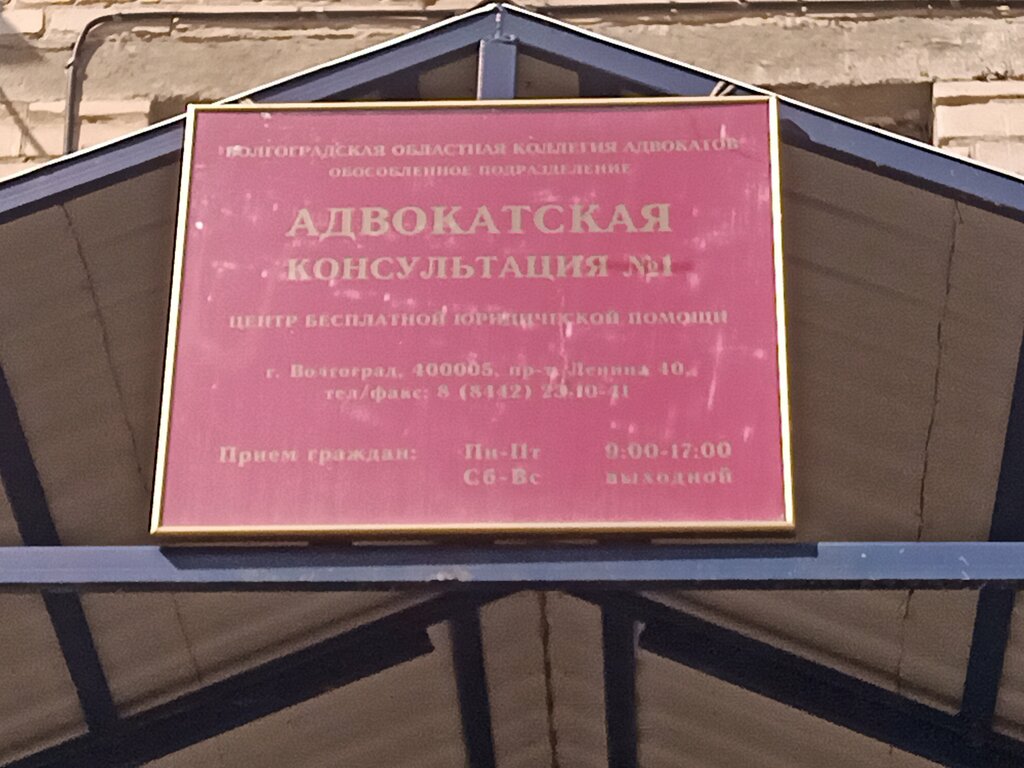 ВОЛГОГРАДСКАЯ ОБЛАСТНАЯ КОЛЛЕГИЯ АДВОКАТОВ
ОБОСОБЛЕННОЕ ПОДРАЗДЕЛЕНИЕ
АДВОКАТСКАЯ
КОНСУЛЬТАЦИЯ №1
ЦЕНТР БЕСПЛАТНОЙ ЮРИДИЧЕСКОЙ ПОМОЩИ
г. Волгоград, 400005, пр-т Ленина 40,
тел/факс: 8 (8442) 23-10-41
Прием граждан: Пн-Пт 9:00-17:00
Сб-Вс выходной